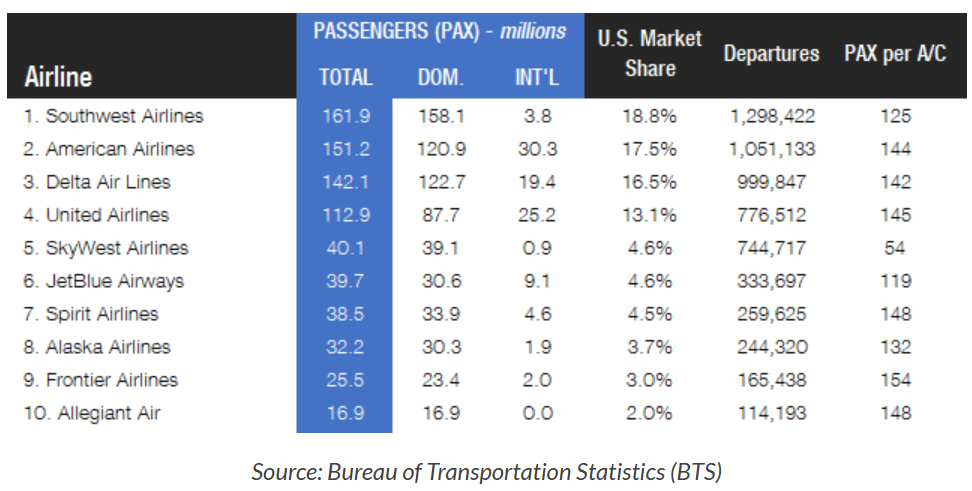 PASSENGERS (PAX) - millions
U.S. Market Share
Departures
PAX per A/C
Airline
TOTAL DOM. INT'L
1. Southwest Airlines 161.9 158.1 3.8 18.8% 1,298,422 125
2. American Airlines 151.2 120.9 30.3 17.5% 1,051,133 144
3. Delta Air Lines 142.1 122.7 19.4 16.5% 999,847 142
4. United Airlines 112.9 87.7 25.2 13.1% 776,512 145
5. SkyWest Airlines 40.1 39.1 0.9 4.6% 744,717 54
6. JetBlue Airways 39.7 30.6 9.1 4.6% 333,697 119
7. Spirit Airlines 38.5 33.9 4.6 4.5% 259,625 148
8. Alaska Airlines 32.2 30.3 1.9 3.7% 244,320 132
9. Frontier Airlines 25.5 23.4 2.0 3.0% 165,438 154
10. Allegiant Air 16.9 16.9 0.0 2.0% 114,193 148
Source: Bureau of Transportation Statistics (BTS)